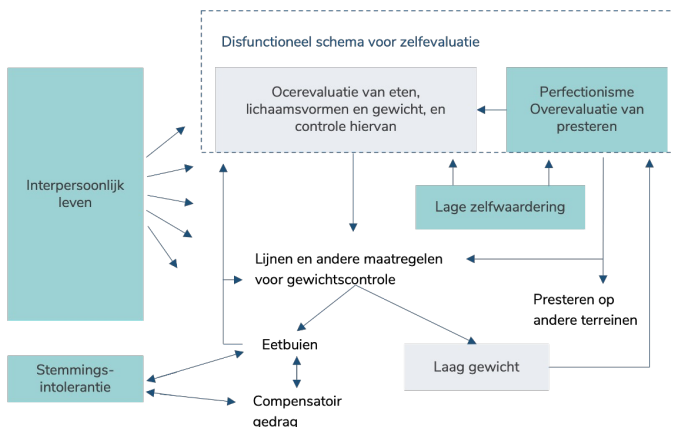 Disfunctioneel schema voor zelfevaluatie
Ocerevaluatie van eten,
lichaamsvormen en gewicht, en
controle hiervan
Perfectionisme
Overevaluatie van
presteren
Interpersoonlijk
leven
Lage zelfwaardering
Lijnen en andere maatregelen
voor gewichtscontrole
Presteren op
andere terreinen
Eetbuien
Laag gewicht
Stemmings-
intolerantie
Compensatoir
gedrag